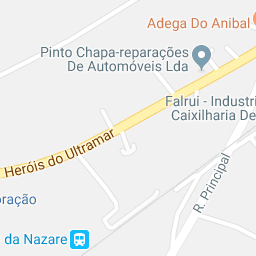 Adega Do Anibal
Pinto Chapa-reparações
De Automóveis Lda
Falrui - Industri
Caixilharia De
Heróis do Ultramar
R. Principal
oração
da Nazare